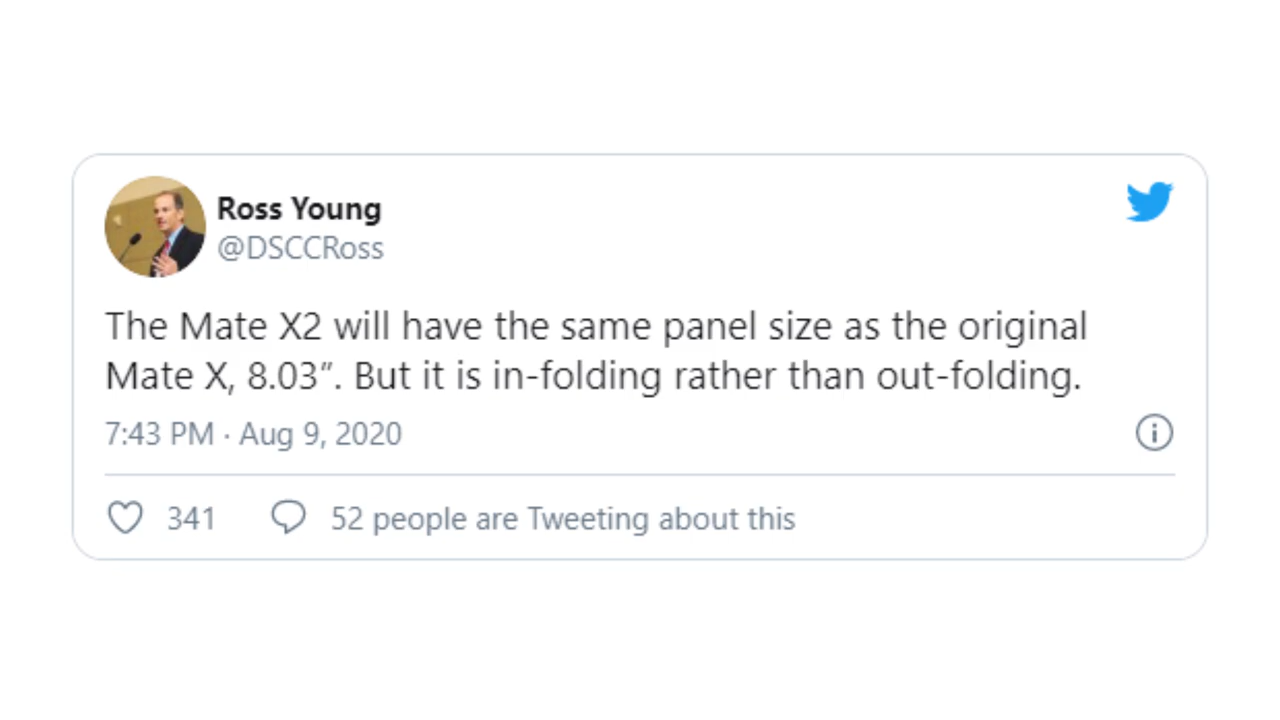 Ross Young
@DSCCRoss
The Mate X2 will have the same panel size as the original
Mate X, 8.03”. But it is in-folding rather than out-folding.
7:43 PM · Aug 9, 2020
341 52 people are Tweeting about this